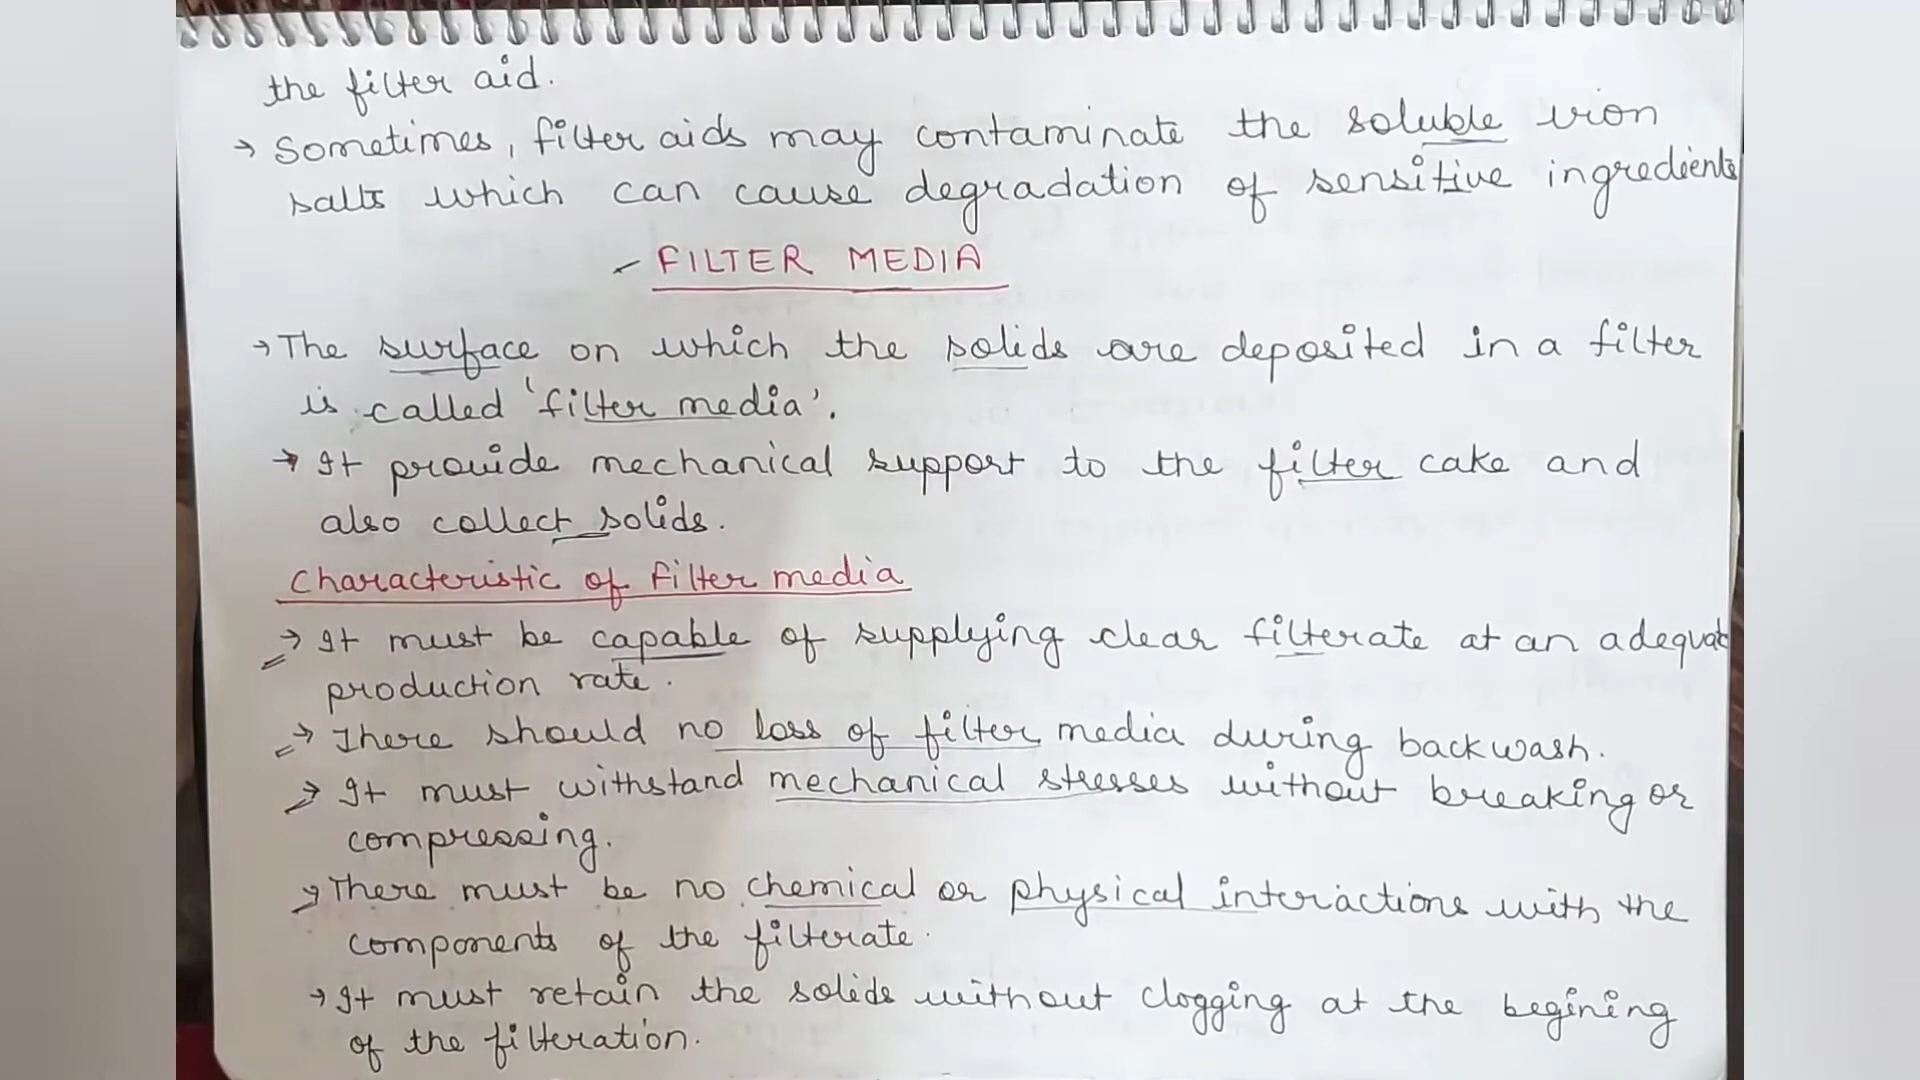 the filter aid.
→ Sometimes, filter aids may contaminate the soluble iron
salts which can cause degradation of sensitive ingredients
FILTER MEDIA
→ The surface on which the solids are deposited in a filter
is called 'filter media'.
→ It provide mechanical support to the filter cake and
also collect solids.
Characteristic of filter media
→ It must be capable of supplying clear filterate at an adequat
production rate.
→ There should no loss of filter media during backwash.
→ It must withstand mechanical stresses without breaking or
compressing.
→ There must be no chemical or physical interactions with the
components of the filterate.
→ It must retain the solids without clogging at the begining
of the filteration.